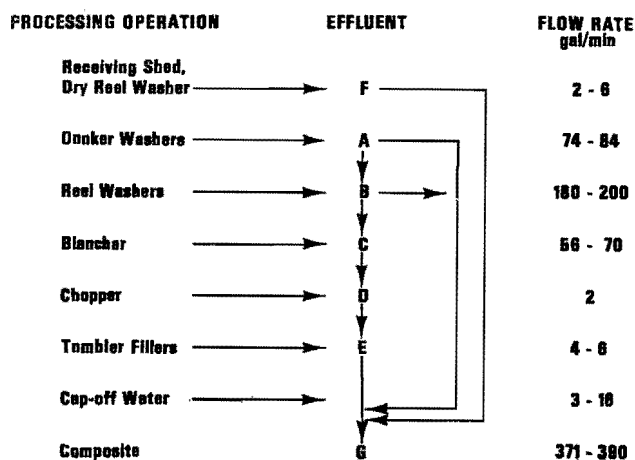 PROCESSING OPERATION EFFLUENT FLOW RATE
gal/min
Receiving Shed,
Dry Reel Washer F 2 - 6
Dunker Washers A 74 - 84
Reel Washers B 180 - 200
Blanchar C 56 - 70
Chopper D 2
Tumbler Fillers E 4 - 6
Cap-off Water 3 - 16
Composite G 371 - 390